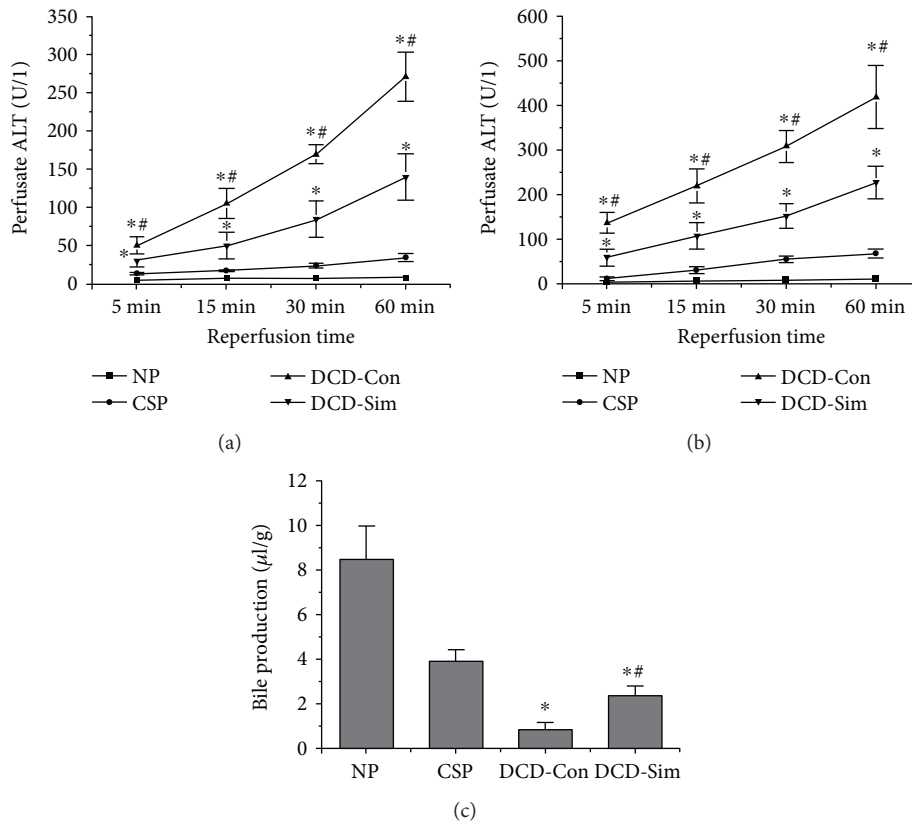 350
300
250
200
150
100
50
0
Perfusate ALT (U/1)
*#
*#
*#
*#
*
*
*
*
5 min 15 min 30 min 60 min
Reperfusion time
NP DCD-Con
CSP DCD-Sim
(a)
600
500
400
300
200
100
0
Perfusate ALT (U/1)
*#
*#
*#
*#
*
*
*
*
5 min 15 min 30 min 60 min
Reperfusion time
NP DCD-Con
CSP DCD-Sim
(b)
12
10
8
6
4
2
0
Bile production (μl/g)
*
*#
NP CSP DCD-Con DCD-Sim
(c)